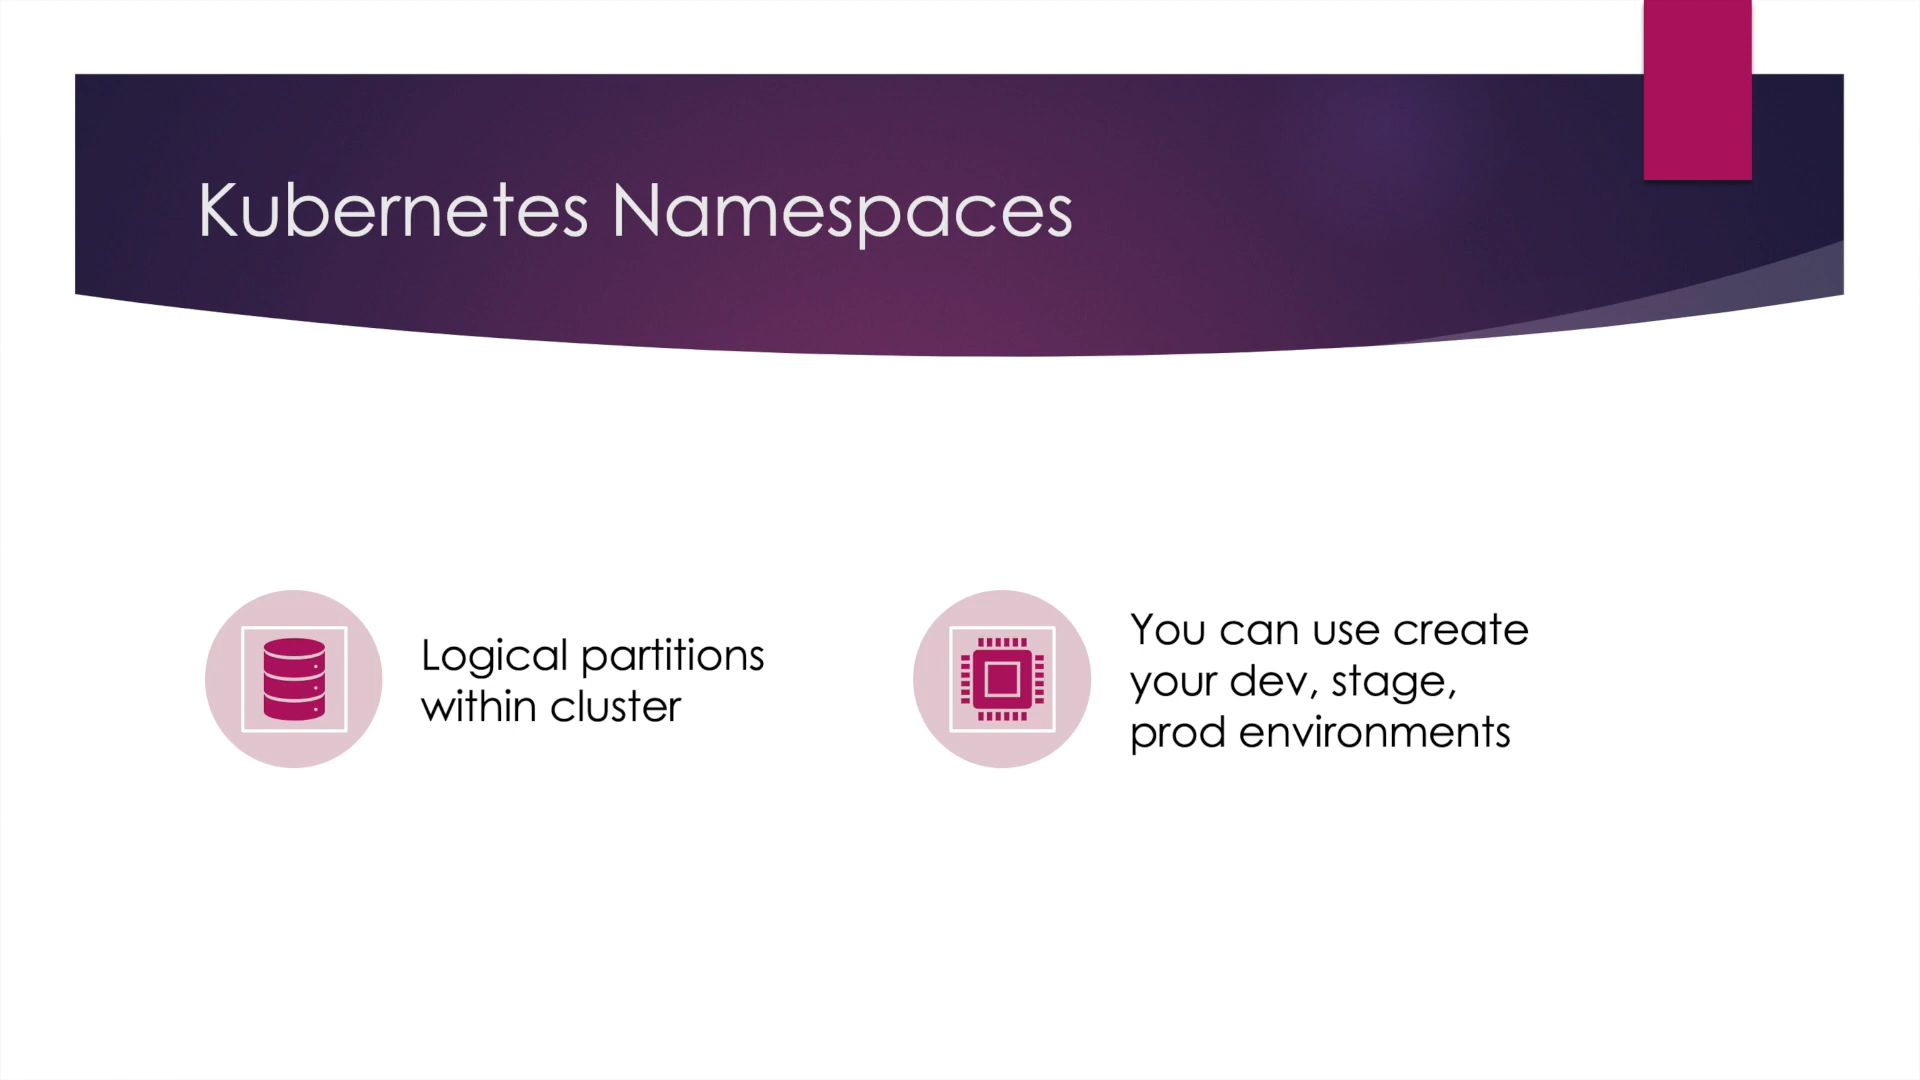 Kubernetes Namespaces
Logical partitions
within cluster
You can use create
your dev, stage,
prod environments